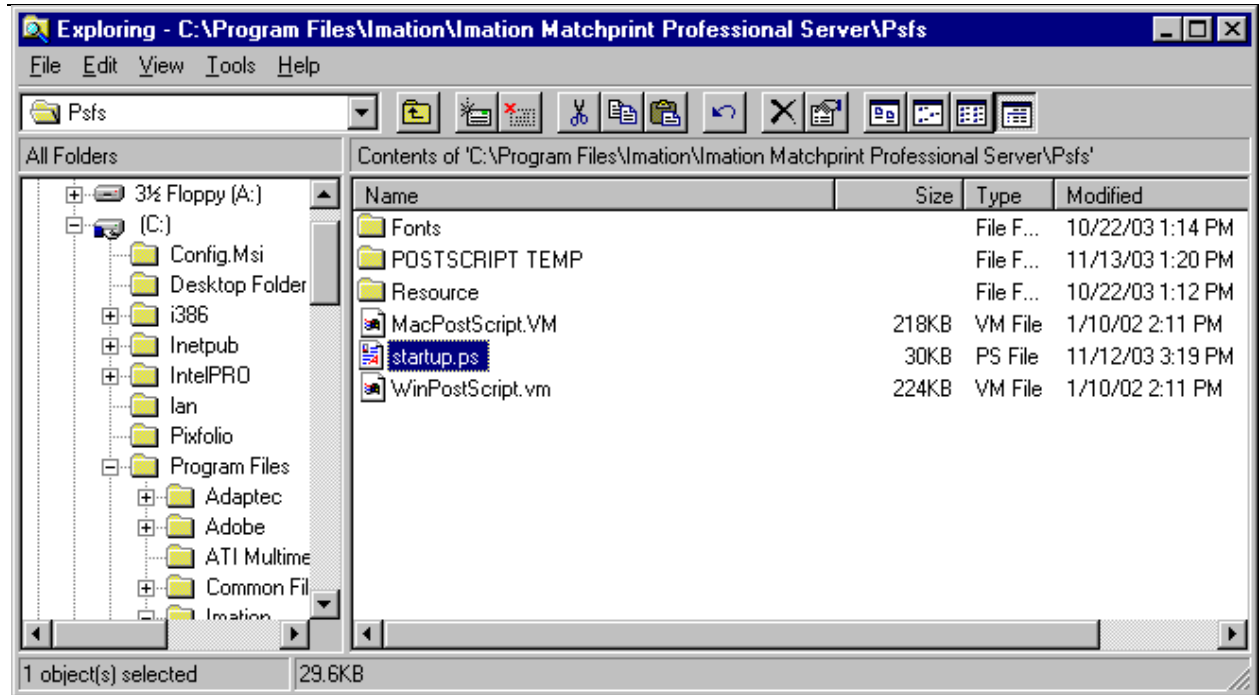 Exploring - C:\Program Files\Imation\Imation Matchprint Professional Server\Psfs
File Edit View Tools Help
Psfs
All Folders
Contents of 'C:\Program Files\Imation\Imation Matchprint Professional Server\Psfs'
3½ Floppy (A:)
(C:)
Config.Msi
Desktop Folder
i386
Inetpub
IntelPRO
lan
Pixfolio
Program Files
Adaptec
Adobe
ATI Multime
Common Fil
Imation
Name Size Type Modified
Fonts File F... 10/22/03 1:14 PM
POSTSCRIPT TEMP File F... 11/13/03 1:20 PM
Resource File F... 10/22/03 1:12 PM
MacPostScript.VM 218KB VM File 1/10/02 2:11 PM
startup.ps 30KB PS File 11/12/03 3:19 PM
WinPostScript.vm 224KB VM File 1/10/02 2:11 PM
1 object(s) selected 29.6KB